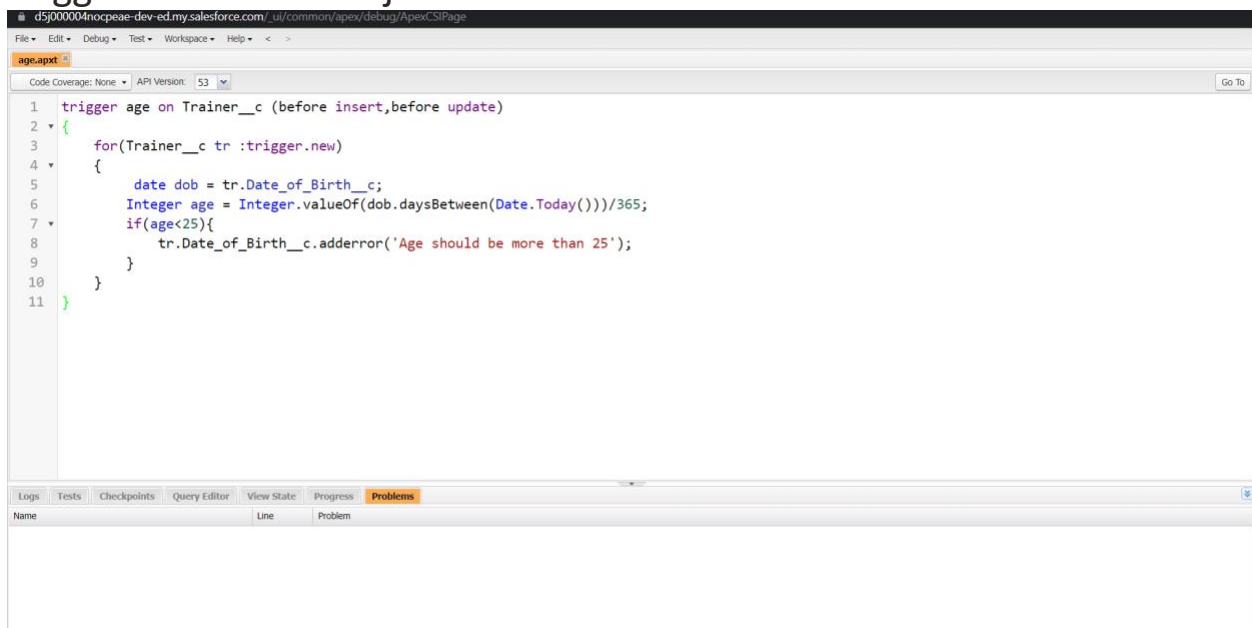 d5j000004nocpeae-dev-ed.my.salesforce.com/_ui/common/apex/debug/ApexCSIPage
File Edit Debug Test Workspace Help < >
age.apxt
Code Coverage: None API Version: 53 Go To
1 trigger age on Trainer__c (before insert,before update)
2 {
3 for(Trainer__c tr :trigger.new)
4 {
5 date dob = tr.Date_of_Birth__c;
6 Integer age = Integer.valueOf(dob.daysBetween(Date.Today()))/365;
7 if(age<25){
8 tr.Date_of_Birth__c.adderror('Age should be more than 25');
9 }
10 }
11 }
Logs Tests Checkpoints Query Editor View State Progress Problems
Name Line Problem